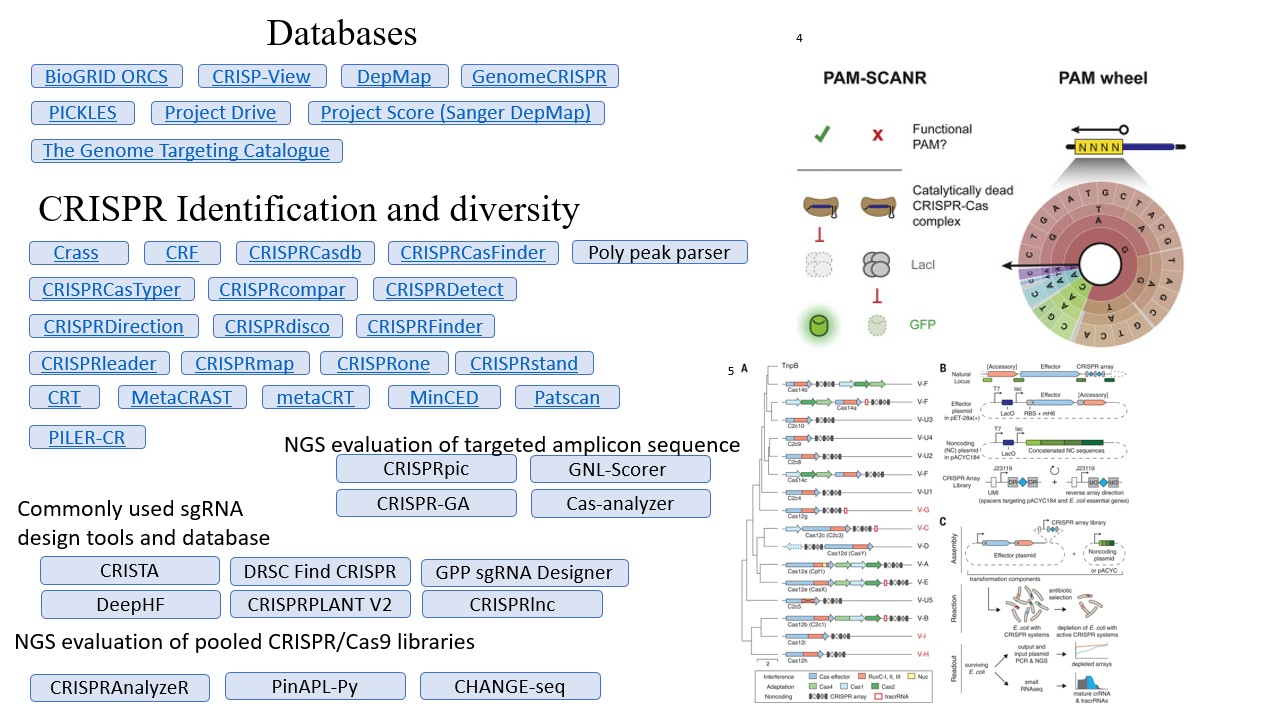 Databases
BioGRID ORCS
CRISP-View
DepMap
GenomeCRISPR
PICKLES
Project Drive
Project Score (Sanger DepMap)
The Genome Targeting Catalogue
CRISPR Identification and diversity
Crass
CRF
CRISPRCasdb
CRISPRCasFinder
Poly peak parser
CRISPRCasTyper
CRISPRcompar
CRISPRDetect
CRISPRDirection
CRISPRdisco
CRISPRFinder
CRISPRleader
CRISPRmap
CRISPRone
CRISPRstand
CRT
MetaCRAST
metaCRT
MinCED
Patscan
PILER-CR
NGS evaluation of targeted amplicon sequence
CRISPRpic
GNL-Scorer
CRISPR-GA
Cas-analyzer
Commonly used sgRNA
design tools and database
CRISTA
DRSC Find CRISPR
GPP sgRNA Designer
DeepHF
CRISPRPLANT V2
CRISPRlnc
NGS evaluation of pooled CRISPR/Cas9 libraries
CRISPRAnalyzeR
PinAPL-Py
CHANGE-seq
4
PAM-SCANR
PAM wheel
Functional
PAM?
NNNN
Catalytically dead
CRISPR-Cas
complex
LacI
GFP
5
A
TnpB
Cas14b
V-F
Cas14a
V-F
C2c10
V-U3
C2c9
V-U4
C2c8
V-U2
Cas14c
V-F
C2c4
V-U1
Cas12g
V-G
Cas12c (C2c3)
V-C
Cas12d (CasY)
V-D
Cas12a (Cpf1)
V-A
Cas12e (CasX)
V-E
C2c5
V-U5
Cas12b (C2c1)
V-B
Cas12i
V-I
Cas12h
V-H
2
Interference
Cas effector
RuvC-I, II, III
Nuc
Adaptation
Cas4
Cas1
Cas2
Noncoding
CRISPR array
tracrRNA
B
Natural
Locus
[Accessory]
Effector
CRISPR array
Effector
plasmid
in pET-28a(+)
T7
lac
Effector
[Accessory]
LacO
RBS + mH6
Noncoding
(NC) plasmid
in pACYC184
T7
lac
LacO
Concatenated NC sequences
CRISPR Array
Library
J23119
UMI
DR
DR
J23119
reverse array direction
(spacers targeting pACYC184 and E. coli essential genes)
C
Assembly
CRISPR array library
Effector plasmid
+
Noncoding
plasmid
or pACYC
transformation components
Reaction
antibiotic
selection
E. coli with
CRISPR systems
depletion of E. coli with
active CRISPR systems
Readout
surviving
E. coli
output and
input plasmid
PCR & NGS
depleted arrays
small
RNAseq
mature crRNA
& tracrRNAs